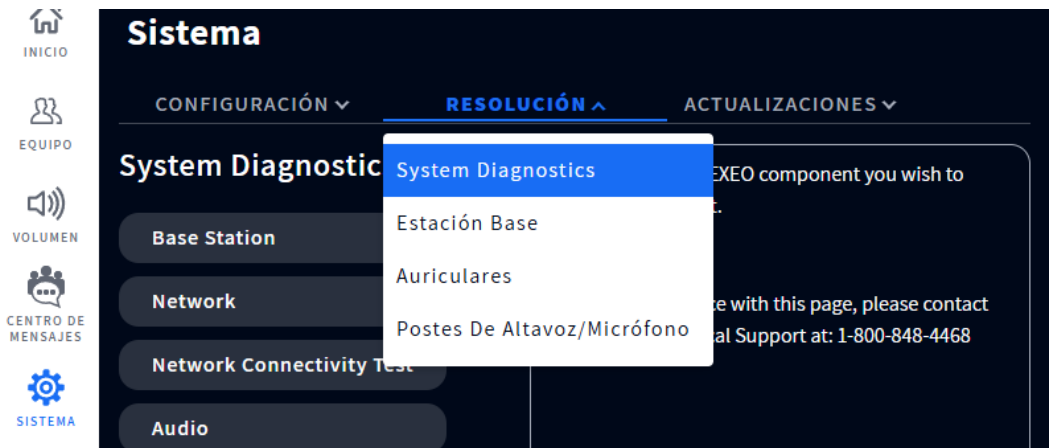 INICIO
EQUIPO
VOLUMEN
CENTRO DE
MENSAJES
SISTEMA
Sistema
CONFIGURACIÓN
RESOLUCIÓN
ACTUALIZACIONES
System Diagnostic
Base Station
Network
Network Connectivity Test
Audio
System Diagnostics
Estación Base
Auriculares
Postes De Altavoz/Micrófono
EXEO component you wish to
with this page, please contact
Support at: 1-800-848-4468